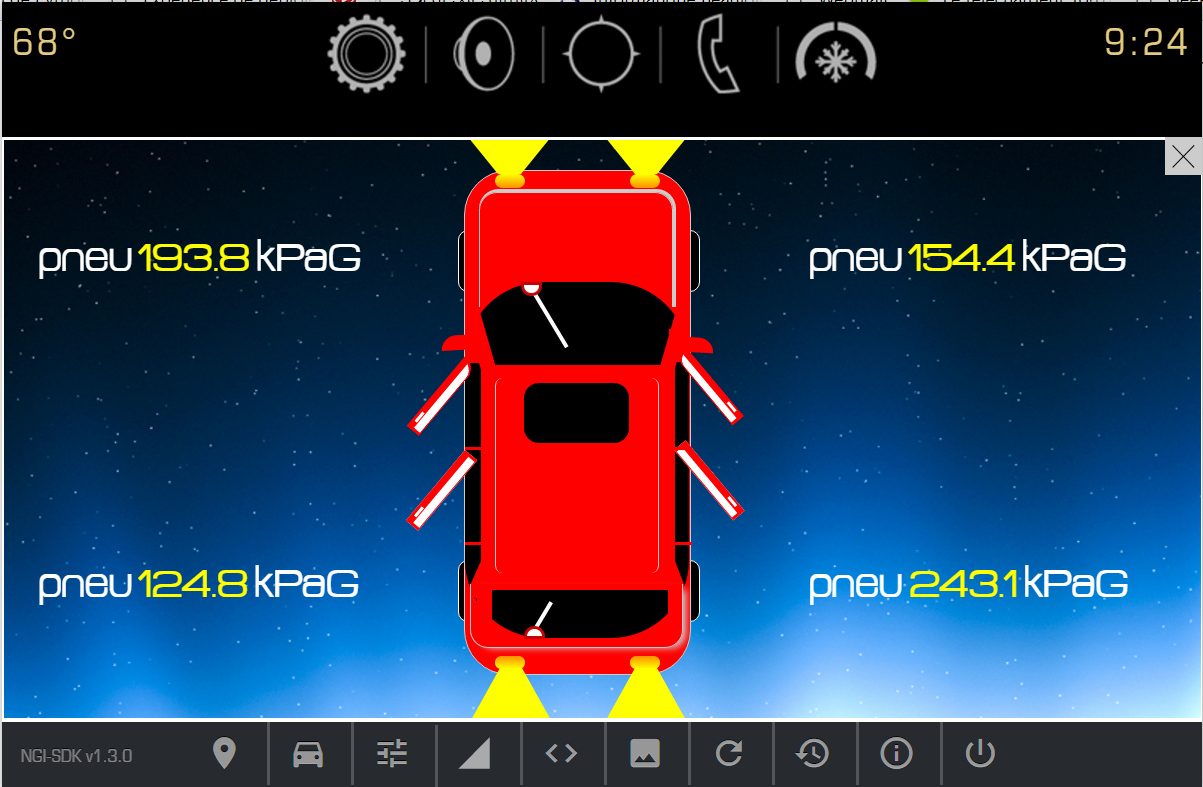 68°
9:24
pneu 193.8 kPaG
pneu 154.4 kPaG
pneu 124.8 kPaG
pneu 243.1 kPaG
NGI-SDK v1.3.0